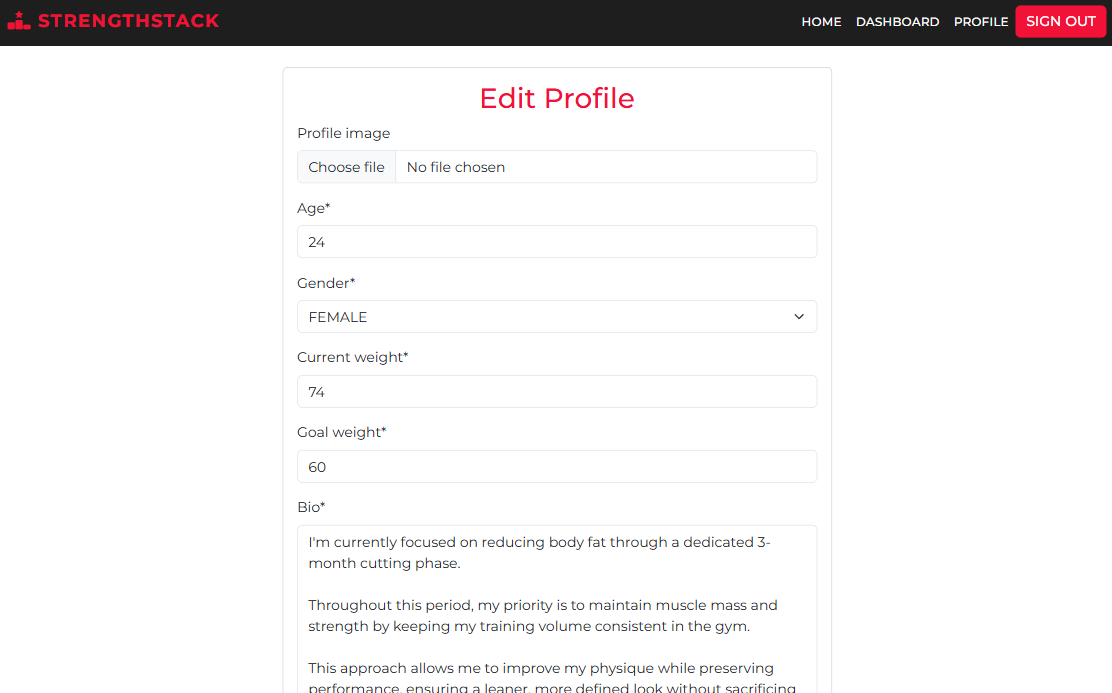 STRENGTHSTACK
HOME DASHBOARD PROFILE SIGN OUT
Edit Profile
Profile image
Choose file No file chosen
Age*
24
Gender*
FEMALE
Current weight*
74
Goal weight*
60
Bio*
I'm currently focused on reducing body fat through a dedicated 3-
month cutting phase.
Throughout this period, my priority is to maintain muscle mass and
strength by keeping my training volume consistent in the gym.
This approach allows me to improve my physique while preserving
performance, ensuring a leaner, more defined look without sacrificing